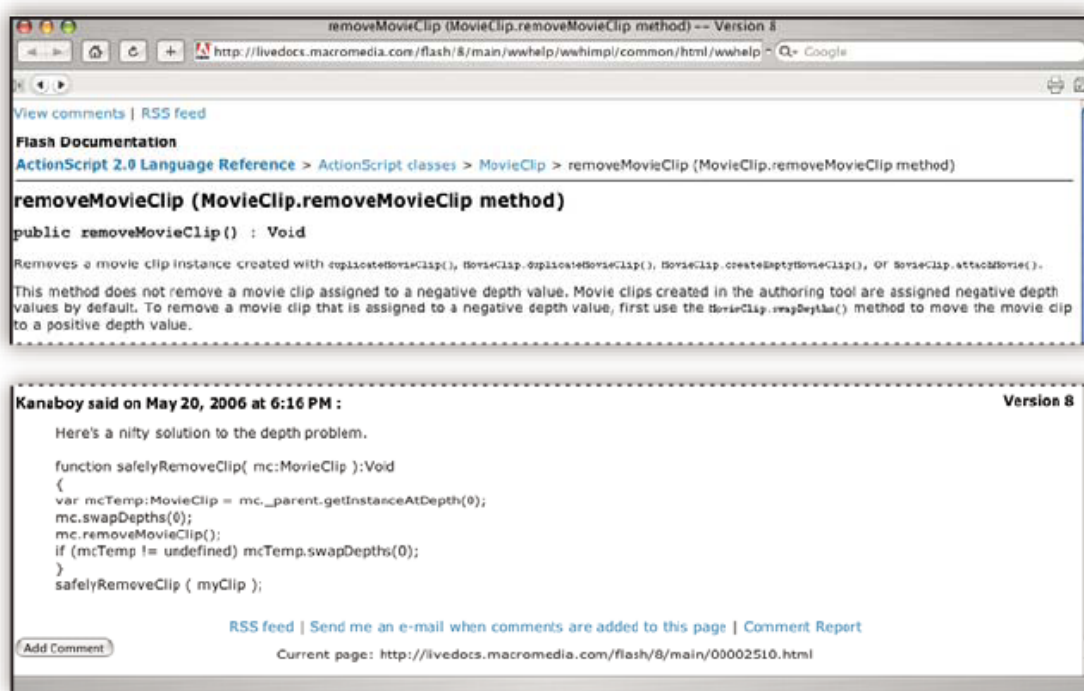 removeMovieClip (MovieClip.removeMovieClip method) -- Version 8
http://livedocs.macromedia.com/flash/8/main/wwhelp/wwhimpl/common/html/wwhelp
Google
View comments | RSS feed
Flash Documentation
ActionScript 2.0 Language Reference > ActionScript classes > MovieClip > removeMovieClip (MovieClip.removeMovieClip method)
removeMovieClip (MovieClip.removeMovieClip method)
public removeMovieClip() : Void
Removes a movie clip instance created with duplicateMovieClip(), MovieClip.duplicateMovieClip(), MovieClip.createEmptyMovieClip(), or MovieClip.attachMovie().
This method does not remove a movie clip assigned to a negative depth value. Movie clips created in the authoring tool are assigned negative depth
values by default. To remove a movie clip that is assigned to a negative depth value, first use the MovieClip.swapDepths() method to move the movie clip
to a positive depth value.
Kanaboy said on May 20, 2006 at 6:16 PM :
Version 8
Here's a nifty solution to the depth problem.
function safelyRemoveClip( mc:MovieClip ):Void
{
var mcTemp:MovieClip = mc._parent.getInstanceAtDepth(0);
mc.swapDepths(0);
mc.removeMovieClip();
if (mcTemp != undefined) mcTemp.swapDepths(0);
}
safelyRemoveClip ( myClip );
RSS feed | Send me an e-mail when comments are added to this page | Comment Report
Add Comment
Current page: http://livedocs.macromedia.com/flash/8/main/00002510.html